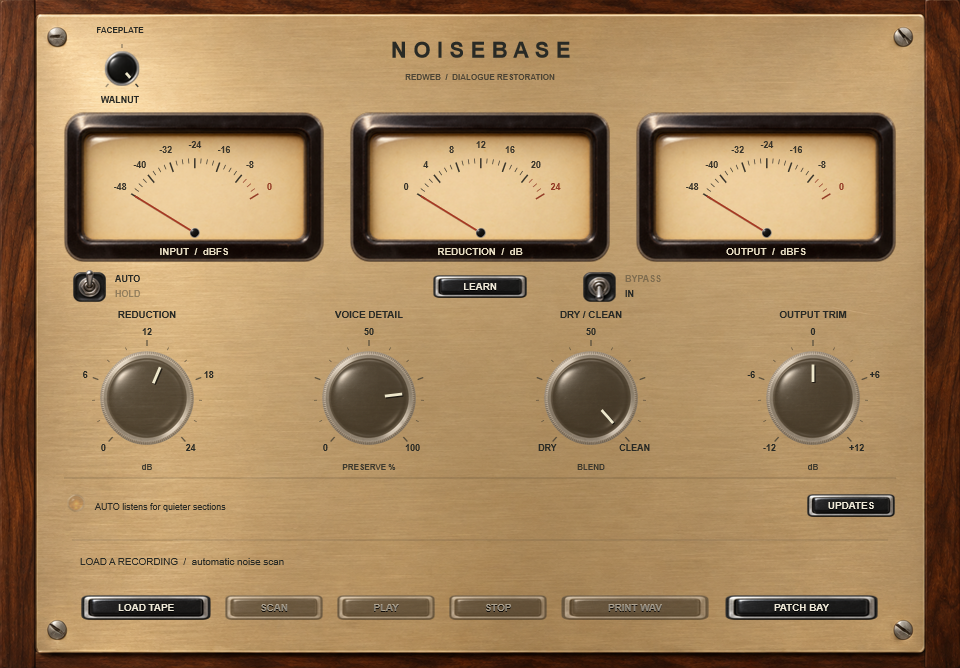 FACEPLATE
WALNUT
NOISEBASE
REDWEB / DIALOGUE RESTORATION
-48 -40 -32 -24 -16 -8 0
INPUT / dBFS
0 4 8 12 16 20 24
REDUCTION / dB
-48 -40 -32 -24 -16 -8 0
OUTPUT / dBFS
AUTO
HOLD
LEARN
BYPASS
IN
REDUCTION
12
6 18
0 24
dB
VOICE DETAIL
50
0 100
PRESERVE %
DRY / CLEAN
50
DRY CLEAN
BLEND
OUTPUT TRIM
0
-6 +6
-12 +12
dB
AUTO listens for quieter sections
UPDATES
LOAD A RECORDING / automatic noise scan
LOAD TAPE SCAN PLAY STOP PRINT WAV PATCH BAY